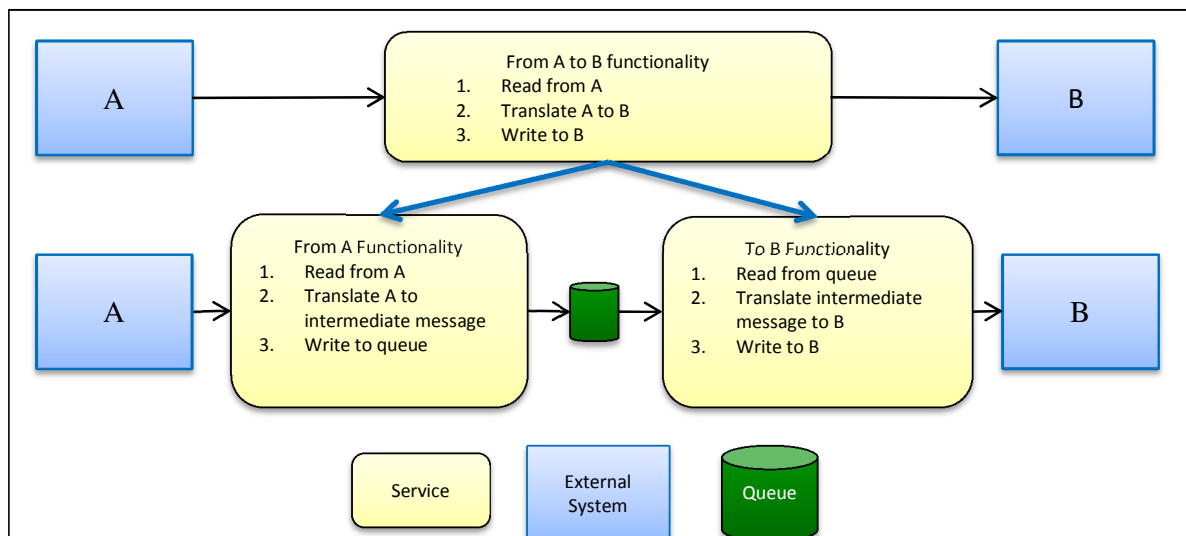 A
From A to B functionality
1. Read from A
2. Translate A to B
3. Write to B
B
A
From A Functionality
1. Read from A
2. Translate A to
intermediate message
3. Write to queue
To B Functionality
1. Read from queue
2. Translate intermediate
message to B
3. Write to B
B
Service
External
System
Queue